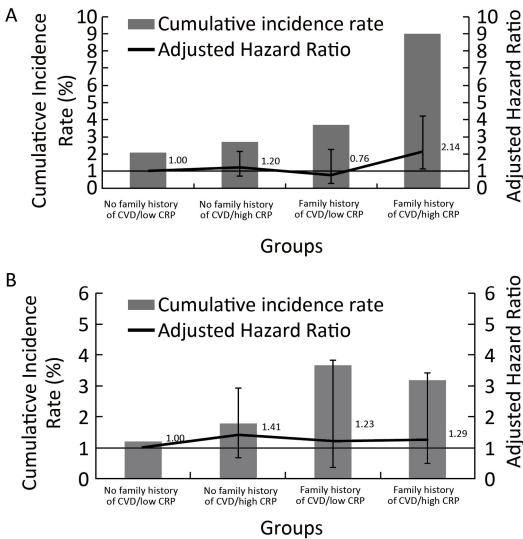 A
Cumulative incidence rate
Adjusted Hazard Ratio
Cumulaticve Incidence
Rate (%)
10
9
8
7
6
5
4
3
2
1
0
1.00
1.20
0.76
2.14
10
9
8
7
6
5
4
3
2
1
0
Adjusted Hazard Ratio
No family history
of CVD/low CRP
No family history
of CVD/high CRP
Family history
of CVD/low CRP
Family history
of CVD/high CRP
Groups
B
Cumulative incidence rate
Adjusted Hazard Ratio
Cumulaticve Incidence
Rate (%)
6
5
4
3
2
1
0
1.00
1.41
1.23
1.29
6
5
4
3
2
1
0
Adjusted Hazard Ratio
No family history
of CVD/low CRP
No family history
of CVD/high CRP
Family history
of CVD/low CRP
Family history
of CVD/high CRP
Groups